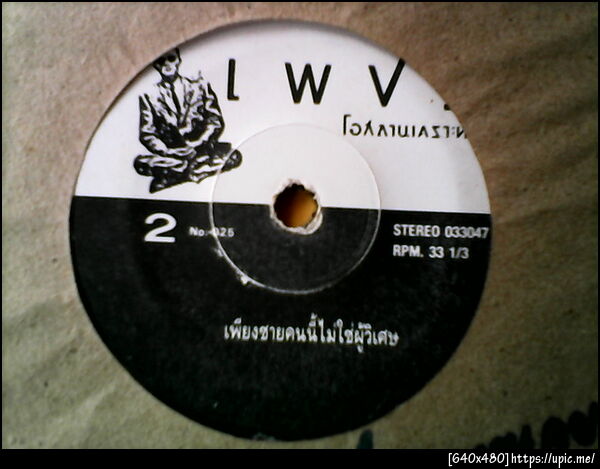 โอสถานเคราะห์
2
No. 025
STEREO 033047
RPM. 33 1/3
เพียงชายคนนี้ไม่ใช่ผู้วิเศษ
[640x480]https://upic.me/